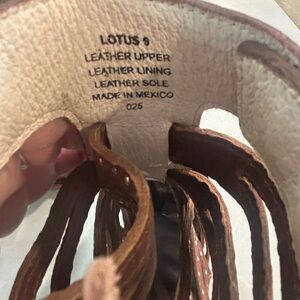 LOTUS 9
LEATHER UPPER
LEATHER LINING
LEATHER SOLE
MADE IN MEXICO
025